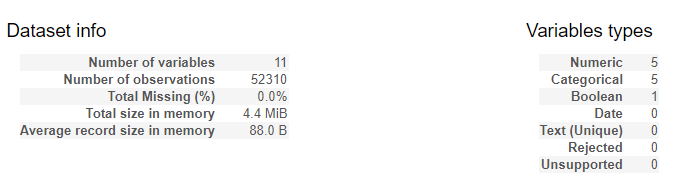 Dataset info
Number of variables 11
Number of observations 52310
Total Missing (%) 0.0%
Total size in memory 4.4 MiB
Average record size in memory 88.0 B
Variables types
Numeric 5
Categorical 5
Boolean 1
Date 0
Text (Unique) 0
Rejected 0
Unsupported 0